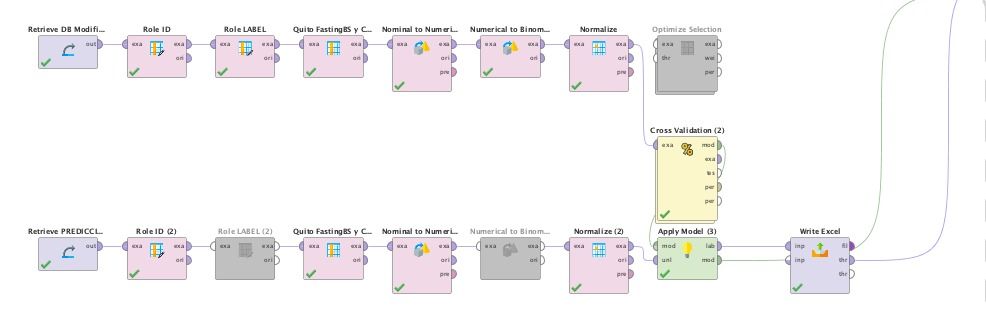 Retrieve DB Modifi...
Role ID
Role LABEL
Quito FastingBS y C...
Nominal to Numeri...
Numerical to Binom...
Normalize
Optimize Selection
out
exa exa
ori
exa exa
ori
exa exa
ori
exa exa
ori
pre
exa exa
ori
exa exa
ori
pre
exa exa
thr wei
per
Cross Validation (2)
exa % mod
exa
tes
per
per
Retrieve PREDICCI...
Role ID (2)
Role LABEL (2)
Quito FastingBS y C...
Nominal to Numeri...
Numerical to Binom...
Normalize (2)
Apply Model (3)
Write Excel
out
exa exa
ori
exa exa
ori
exa exa
ori
exa exa
ori
pre
exa exa
ori
exa exa
ori
pre
mod lab
unl mod
inp fil
inp thr
thr